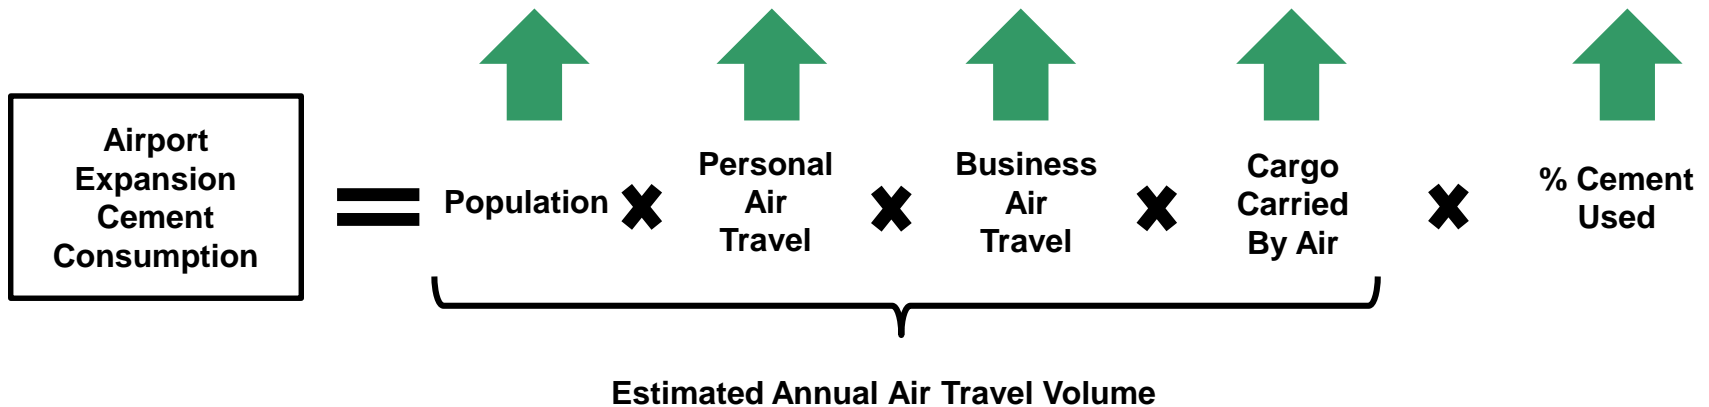 Airport
Expansion
Cement
Consumption
Population
Personal
Air
Travel
Business
Air
Travel
Cargo
Carried
By Air
% Cement
Used
Estimated Annual Air Travel Volume